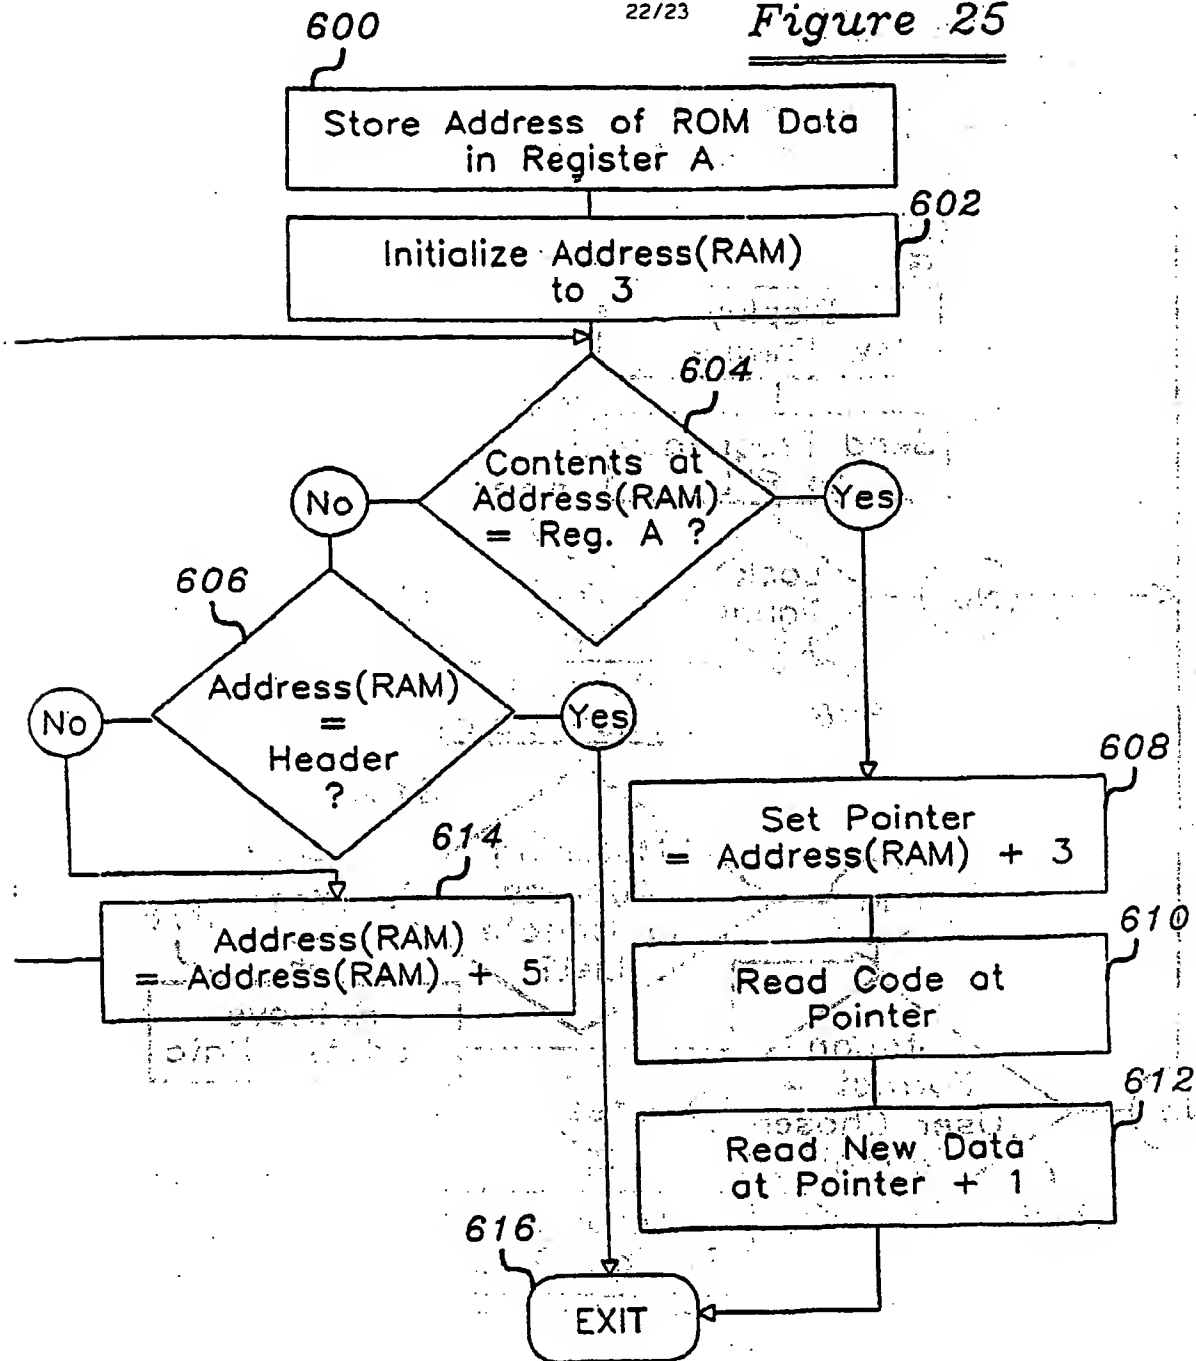 22/23
Figure 25
600
Store Address of ROM Data
in Register A
602
Initialize Address(RAM)
to 3
604
Contents at
Address(RAM)
= Reg. A ?
No
Yes
606
Address(RAM)
=
Header
?
No
Yes
608
Set Pointer
= Address(RAM) + 3
614
Address(RAM)
= Address(RAM) + 5
610
Read Code at
Pointer
612
Read New Data
at Pointer + 1
616
EXIT